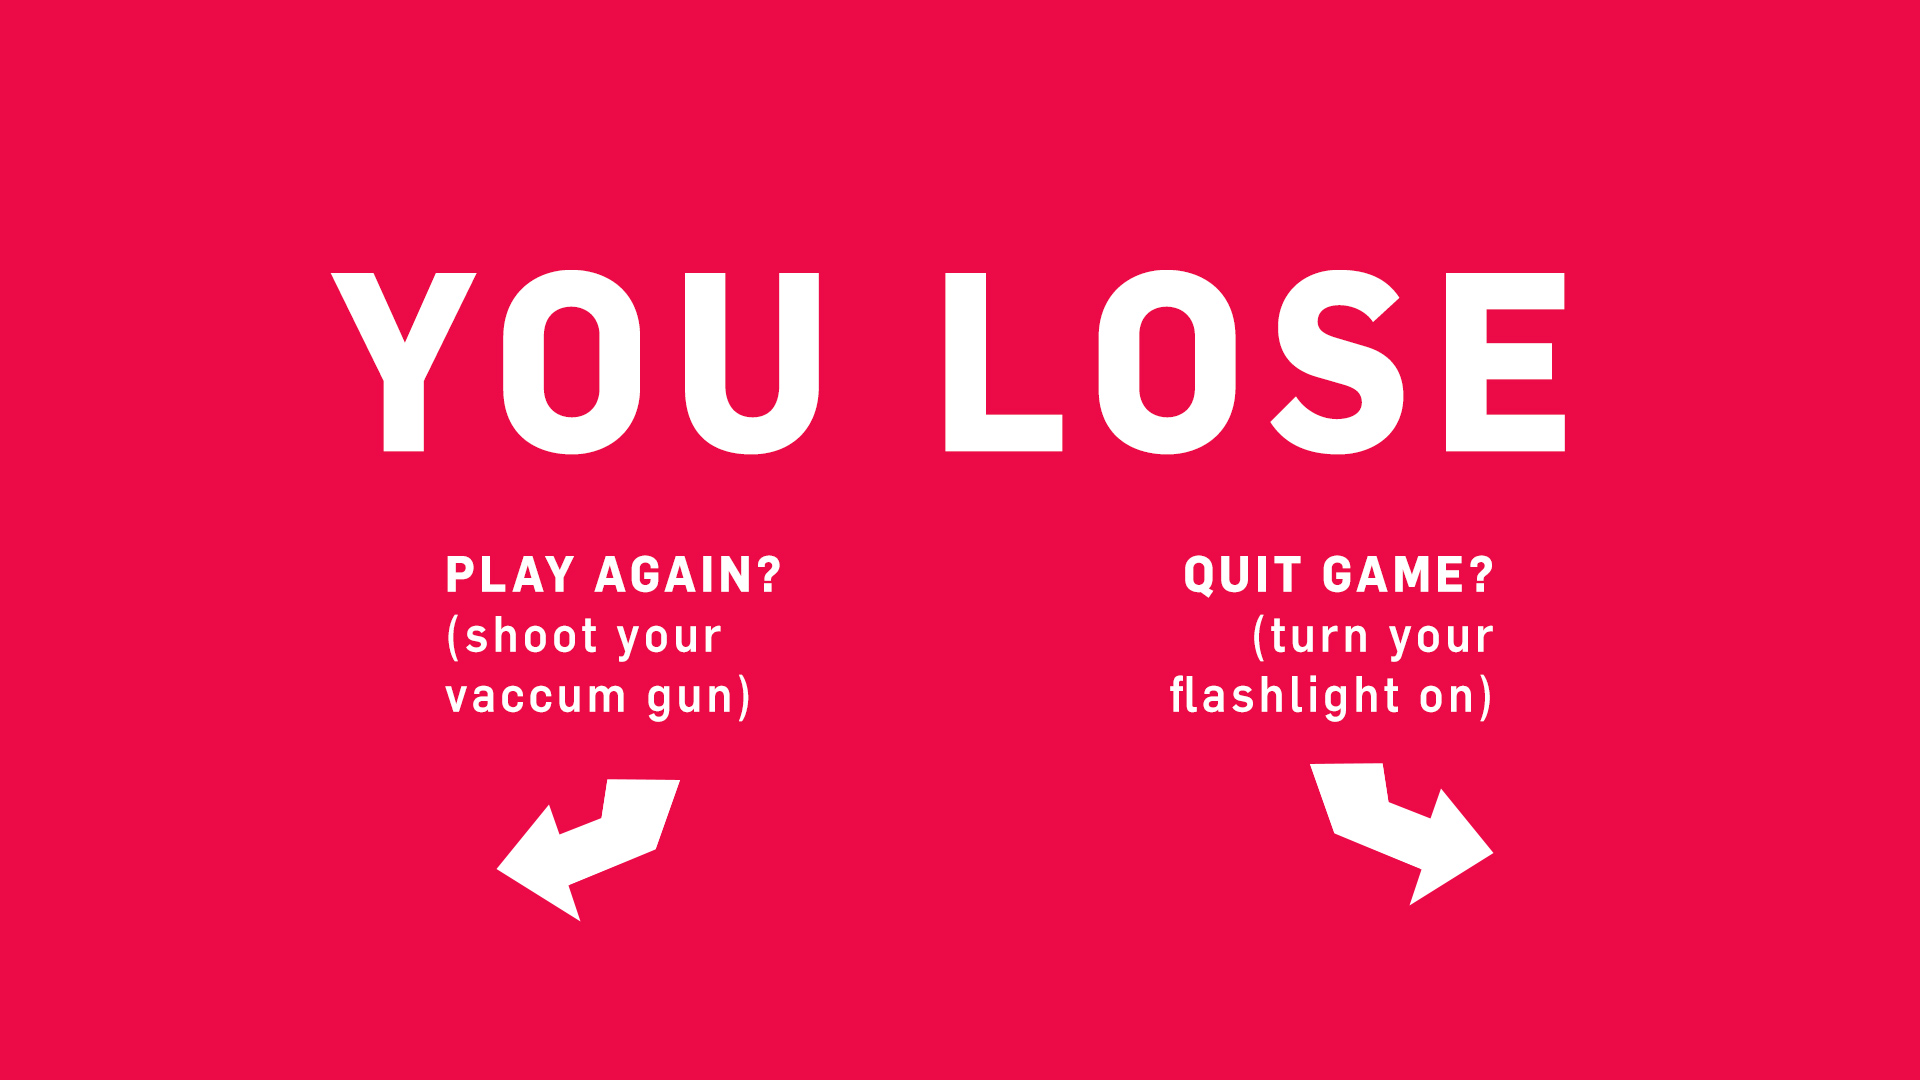 YOU LOSE
PLAY AGAIN?
(shoot your
vaccum gun)
QUIT GAME?
(turn your
flashlight on)